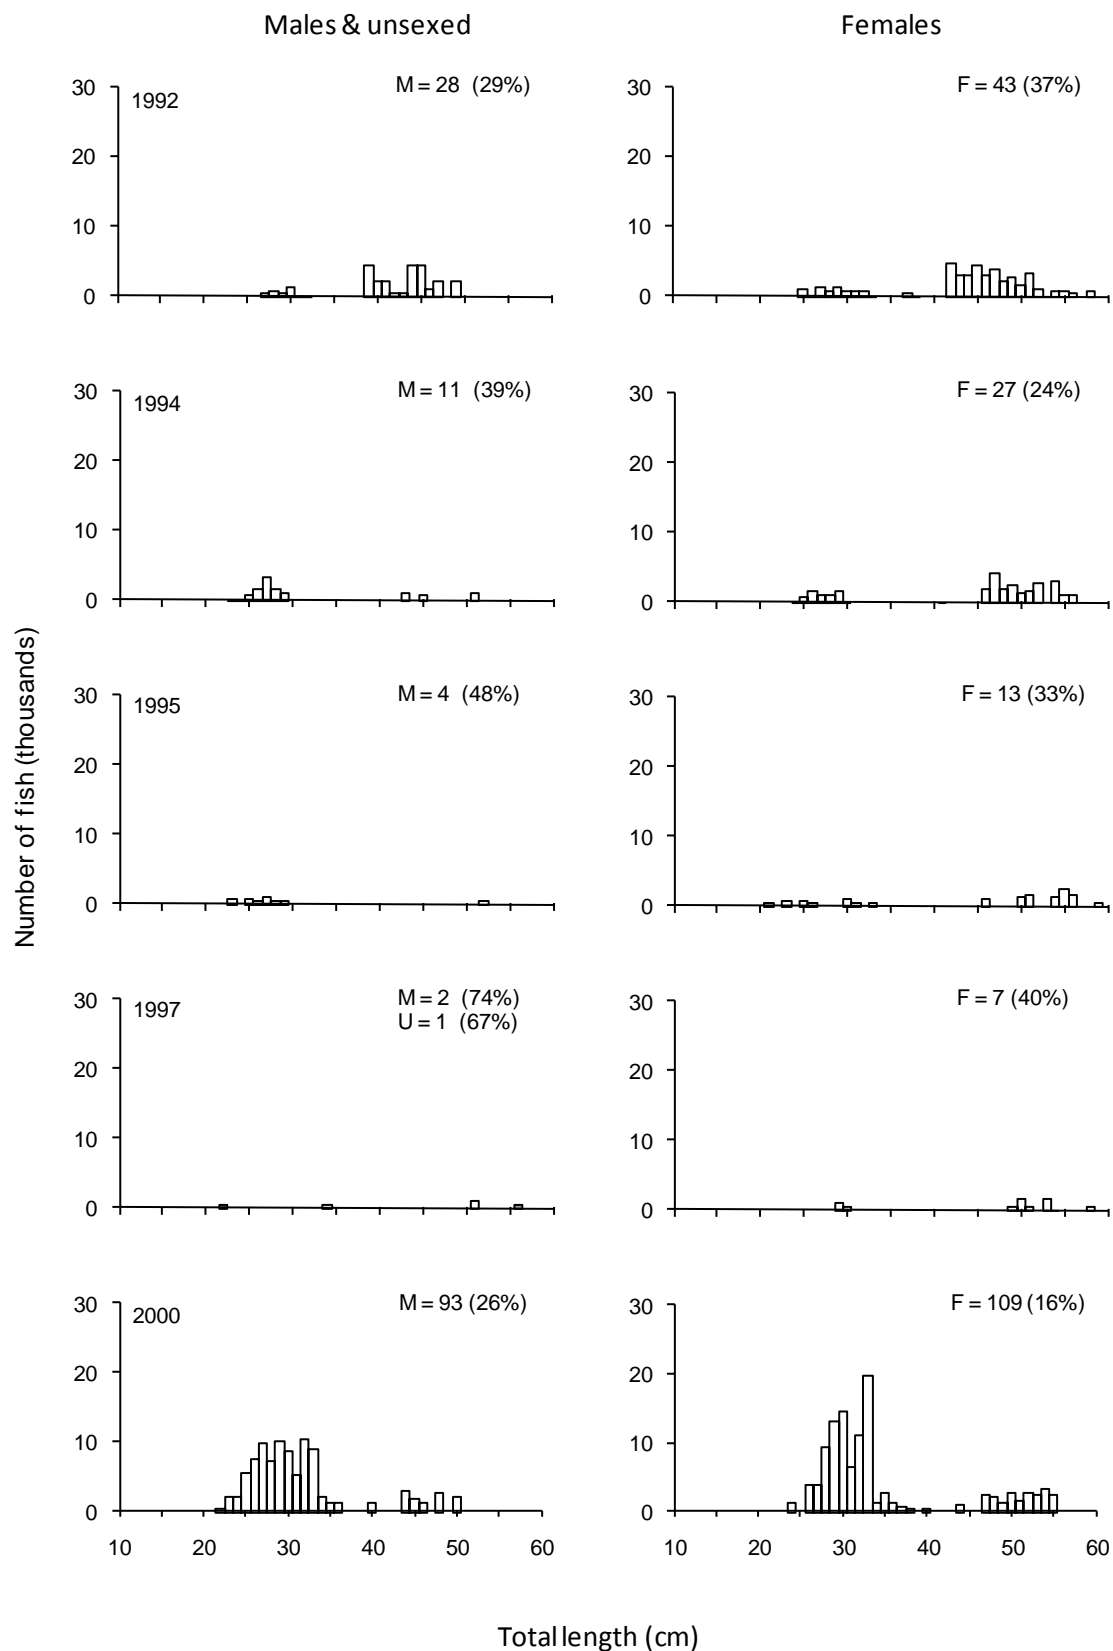 Males & unsexed
Females
30
1992
M = 28 (29%)
20
10
0
30
F = 43 (37%)
20
10
0
30
1994
M = 11 (39%)
20
10
0
30
F = 27 (24%)
20
10
0
30
1995
M = 4 (48%)
20
10
0
30
F = 13 (33%)
20
10
0
30
1997
M = 2 (74%)
U = 1 (67%)
20
10
0
30
F = 7 (40%)
20
10
0
30
2000
M = 93 (26%)
20
10
0
10 20 30 40 50 60
30
F = 109 (16%)
20
10
0
10 20 30 40 50 60
Number of fish (thousands)
Total length (cm)